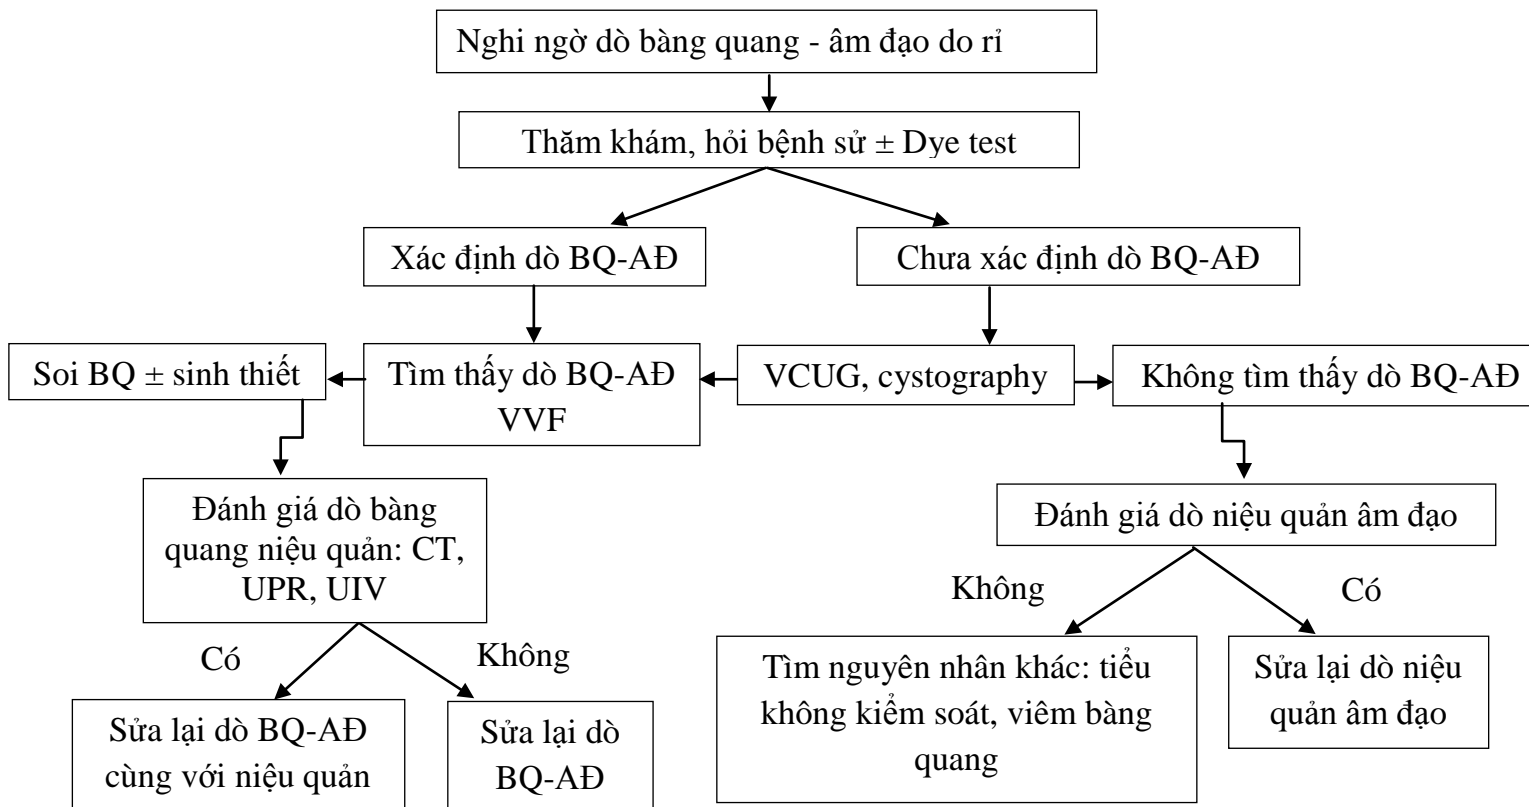 Nghi ngờ dò bàng quang - âm đạo do rỉ
Thăm khám, hỏi bệnh sử ± Dye test
Xác định dò BQ-AĐ
Chưa xác định dò BQ-AĐ
Soi BQ ± sinh thiết
Tìm thấy dò BQ-AĐ
VVF
VCUG, cystography
Không tìm thấy dò BQ-AĐ
Đánh giá dò bàng
quang niệu quản: CT,
UPR, UIV
Đánh giá dò niệu quản âm đạo
Không
Có
Có
Không
Sửa lại dò BQ-AĐ
cùng với niệu quản
Sửa lại dò
BQ-AĐ
Tìm nguyên nhân khác: tiểu
không kiểm soát, viêm bàng
quang
Sửa lại dò niệu
quản âm đạo